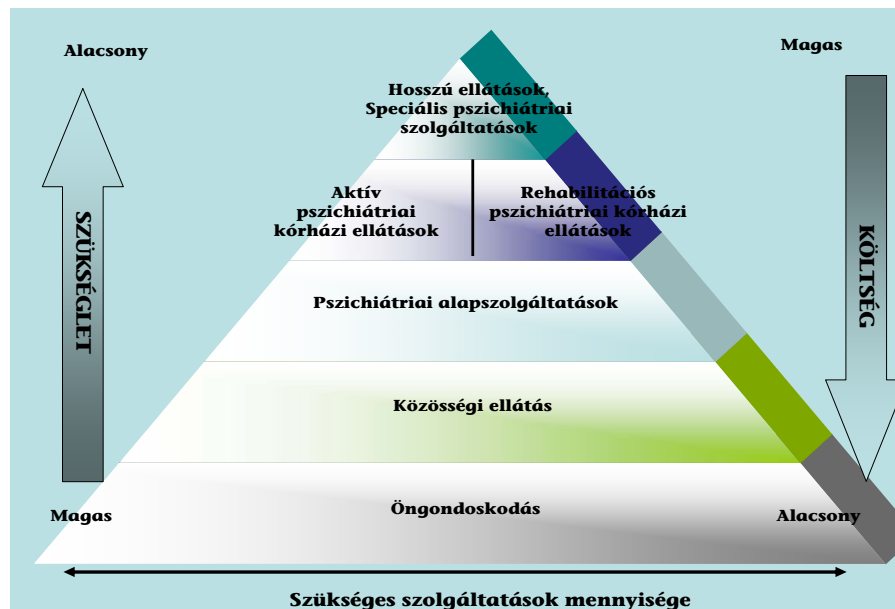 Alacsony
Magas
Hosszú ellátások,
Speciális pszichiátriai
szolgáltatások
Aktív
pszichiátriai
kórházi ellátások
Rehabilitációs
pszichiátriai kórházi
ellátások
SZÜKSÉGLET
KÖLTSÉG
Pszichiátriai alapszolgáltatások
Közösségi ellátás
Magas
Öngondoskodás
Alacsony
Szükséges szolgáltatások mennyisége